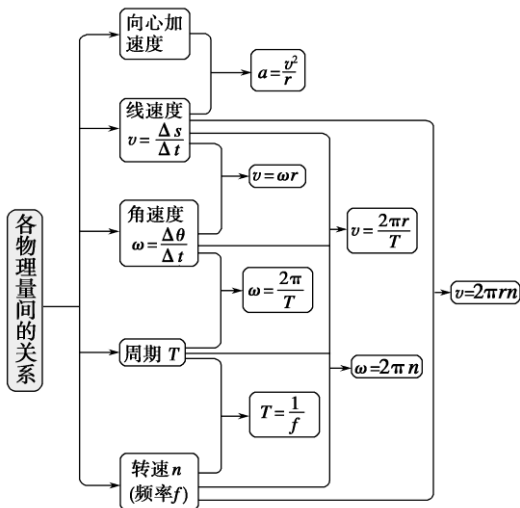 各物理量间的关系
向心加
速度
a=v²/r
线速度
v=Δs/Δt
v=ωr
角速度
ω=Δθ/Δt
v=2πr/T
ω=2π/T
v=2πrn
周期 T
ω=2πn
T=1/f
转速n
(频率f)